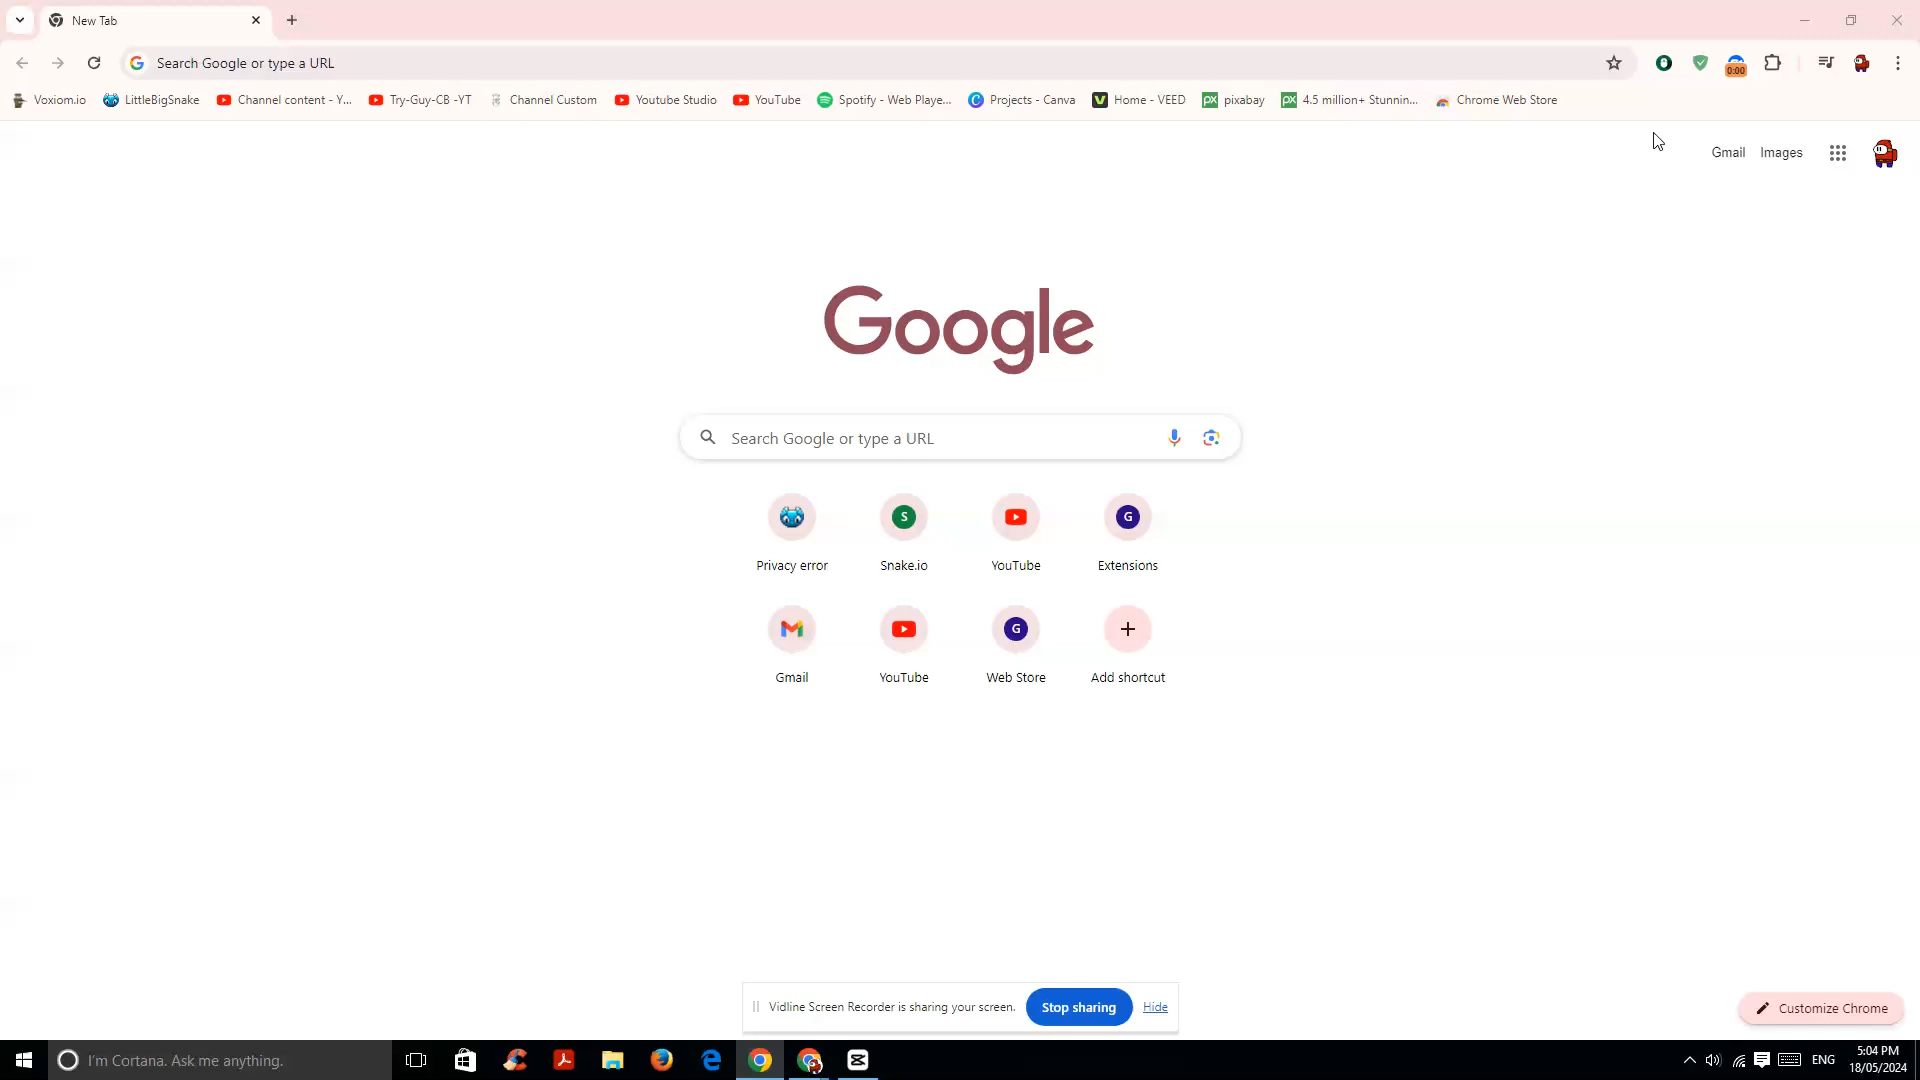 New Tab
Search Google or type a URL
0:00
Voxiom.io LittleBigSnake Channel content - Y... Try-Guy-CB -YT Channel Custom Youtube Studio YouTube Spotify - Web Playe... Projects - Canva Home - VEED pixabay 4.5 million+ Stunnin... Chrome Web Store
Gmail Images
Google
Search Google or type a URL
Privacy error Snake.io YouTube Extensions
Gmail YouTube Web Store Add shortcut
Vidline Screen Recorder is sharing your screen. Stop sharing Hide
Customize Chrome
I'm Cortana. Ask me anything.
ENG
5:04 PM
18/05/2024